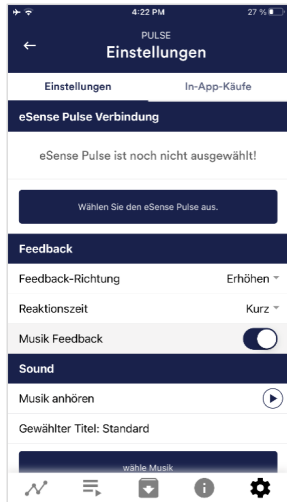 4:22 PM
27 %
PULSE
Einstellungen
Einstellungen
In-App-Käufe
eSense Pulse Verbindung
eSense Pulse ist noch nicht ausgewählt!
Wählen Sie den eSense Pulse aus.
Feedback
Feedback-Richtung
Erhöhen
Reaktionszeit
Kurz
Musik Feedback
Sound
Musik anhören
Gewählter Titel: Standard
wähle Musik